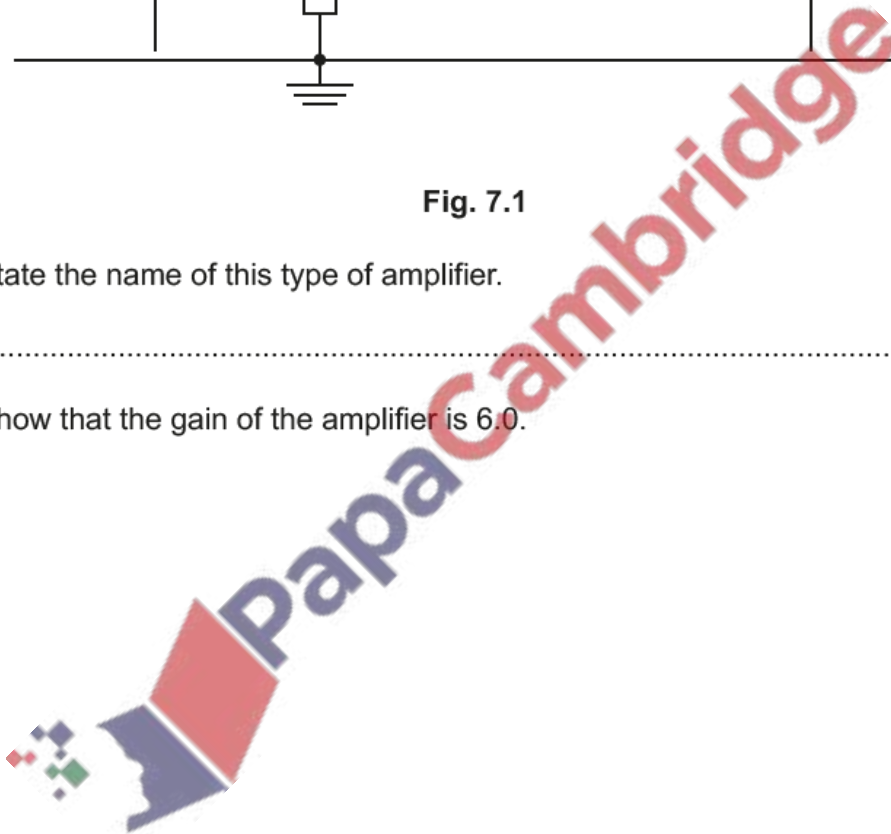 Fig. 7.1
tate the name of this type of amplifier.
how that the gain of the amplifier is 6.0.
PapaCambridge